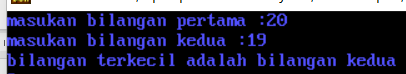 masukan bilangan pertama :20
masukan bilangan kedua :19
bilangan terkecil adalah bilangan kedua